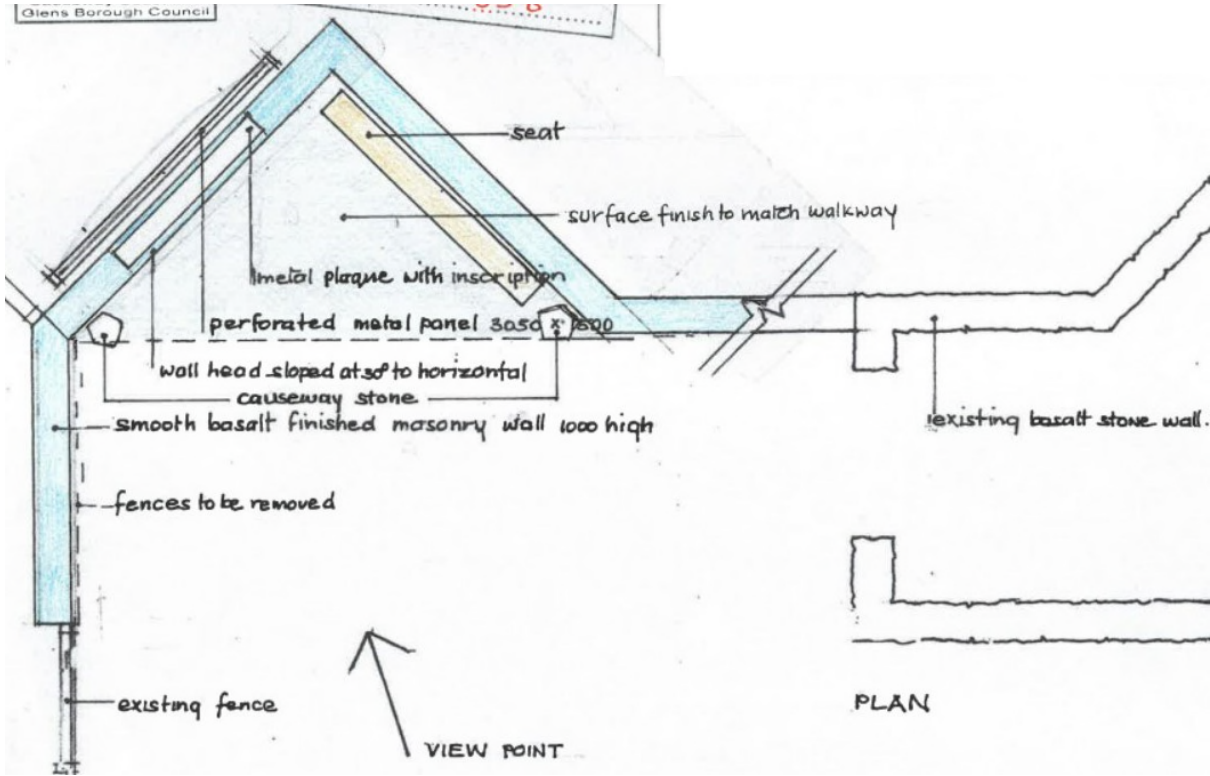 Glens Borough Council
seat
surface finish to match walkway
metal plaque with inscription
perforated metal panel 3050 x 1500
wall head sloped at 30° to horizontal
causeway stone
smooth basalt finished masonry wall 1000 high
existing basalt stone wall.
fences to be removed
existing fence
PLAN
VIEW POINT